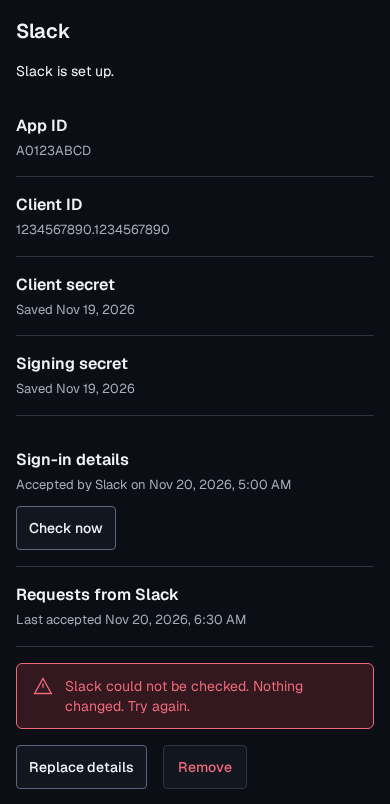 Slack
Slack is set up.
App ID
A0123ABCD
Client ID
1234567890.1234567890
Client secret
Saved Nov 19, 2026
Signing secret
Saved Nov 19, 2026
Sign-in details
Accepted by Slack on Nov 20, 2026, 5:00 AM
Check now
Requests from Slack
Last accepted Nov 20, 2026, 6:30 AM
Slack could not be checked. Nothing
changed. Try again.
Replace details
Remove